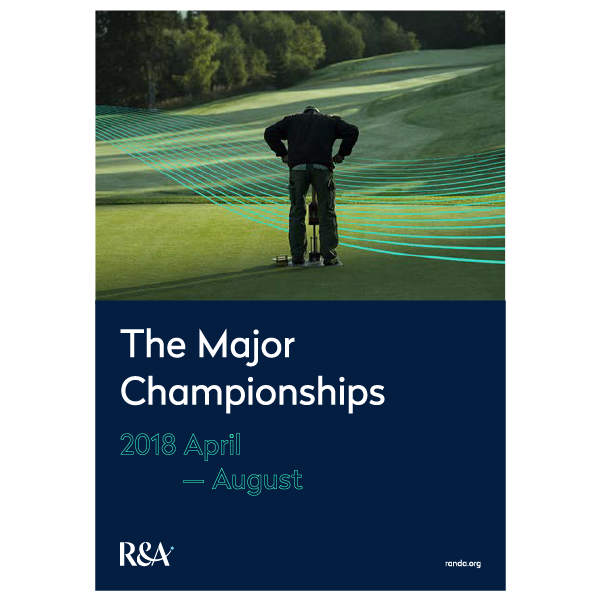 The Major
Championships
2018 April
— August
R&A
randa.org